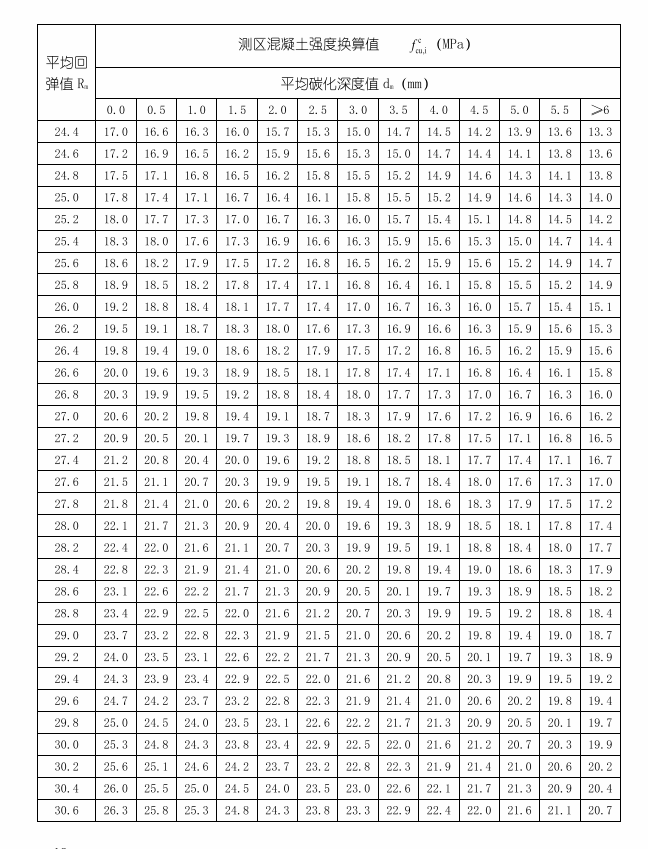 平均回
弹值 Rm
测区混凝土强度换算值 f c cu,i (MPa)
平均碳化深度值 dm (mm)
0.0 0.5 1.0 1.5 2.0 2.5 3.0 3.5 4.0 4.5 5.0 5.5 ≥6
24.4 17.0 16.6 16.3 16.0 15.7 15.3 15.0 14.7 14.5 14.2 13.9 13.6 13.3
24.6 17.2 16.9 16.5 16.2 15.9 15.6 15.3 15.0 14.7 14.4 14.1 13.8 13.6
24.8 17.5 17.1 16.8 16.5 16.2 15.8 15.5 15.2 14.9 14.6 14.3 14.1 13.8
25.0 17.8 17.4 17.1 16.7 16.4 16.1 15.8 15.5 15.2 14.9 14.6 14.3 14.0
25.2 18.0 17.7 17.3 17.0 16.7 16.3 16.0 15.7 15.4 15.1 14.8 14.5 14.2
25.4 18.3 18.0 17.6 17.3 16.9 16.6 16.3 15.9 15.6 15.3 15.0 14.7 14.4
25.6 18.6 18.2 17.9 17.5 17.2 16.8 16.5 16.2 15.9 15.6 15.2 14.9 14.7
25.8 18.9 18.5 18.2 17.8 17.4 17.1 16.8 16.4 16.1 15.8 15.5 15.2 14.9
26.0 19.2 18.8 18.4 18.1 17.7 17.4 17.0 16.7 16.3 16.0 15.7 15.4 15.1
26.2 19.5 19.1 18.7 18.3 18.0 17.6 17.3 16.9 16.6 16.3 15.9 15.6 15.3
26.4 19.8 19.4 19.0 18.6 18.2 17.9 17.5 17.2 16.8 16.5 16.2 15.9 15.6
26.6 20.0 19.6 19.3 18.9 18.5 18.1 17.8 17.4 17.1 16.8 16.4 16.1 15.8
26.8 20.3 19.9 19.5 19.2 18.8 18.4 18.0 17.7 17.3 17.0 16.7 16.3 16.0
27.0 20.6 20.2 19.8 19.4 19.1 18.7 18.3 17.9 17.6 17.2 16.9 16.6 16.2
27.2 20.9 20.5 20.1 19.7 19.3 18.9 18.6 18.2 17.8 17.5 17.1 16.8 16.5
27.4 21.2 20.8 20.4 20.0 19.6 19.2 18.8 18.5 18.1 17.7 17.4 17.1 16.7
27.6 21.5 21.1 20.7 20.3 19.9 19.5 19.1 18.7 18.4 18.0 17.6 17.3 17.0
27.8 21.8 21.4 21.0 20.6 20.2 19.8 19.4 19.0 18.6 18.3 17.9 17.5 17.2
28.0 22.1 21.7 21.3 20.9 20.4 20.0 19.6 19.3 18.9 18.5 18.1 17.8 17.4
28.2 22.4 22.0 21.6 21.1 20.7 20.3 19.9 19.5 19.1 18.8 18.4 18.0 17.7
28.4 22.8 22.3 21.9 21.4 21.0 20.6 20.2 19.8 19.4 19.0 18.6 18.3 17.9
28.6 23.1 22.6 22.2 21.7 21.3 20.9 20.5 20.1 19.7 19.3 18.9 18.5 18.2
28.8 23.4 22.9 22.5 22.0 21.6 21.2 20.7 20.3 19.9 19.5 19.2 18.8 18.4
29.0 23.7 23.2 22.8 22.3 21.9 21.5 21.0 20.6 20.2 19.8 19.4 19.0 18.7
29.2 24.0 23.5 23.1 22.6 22.2 21.7 21.3 20.9 20.5 20.1 19.7 19.3 18.9
29.4 24.3 23.9 23.4 22.9 22.5 22.0 21.6 21.2 20.8 20.3 19.9 19.5 19.2
29.6 24.7 24.2 23.7 23.2 22.8 22.3 21.9 21.4 21.0 20.6 20.2 19.8 19.4
29.8 25.0 24.5 24.0 23.5 23.1 22.6 22.2 21.7 21.3 20.9 20.5 20.1 19.7
30.0 25.3 24.8 24.3 23.8 23.4 22.9 22.5 22.0 21.6 21.2 20.7 20.3 19.9
30.2 25.6 25.1 24.6 24.2 23.7 23.2 22.8 22.3 21.9 21.4 21.0 20.6 20.2
30.4 26.0 25.5 25.0 24.5 24.0 23.5 23.0 22.6 22.1 21.7 21.3 20.9 20.4
30.6 26.3 25.8 25.3 24.8 24.3 23.8 23.3 22.9 22.4 22.0 21.6 21.1 20.7